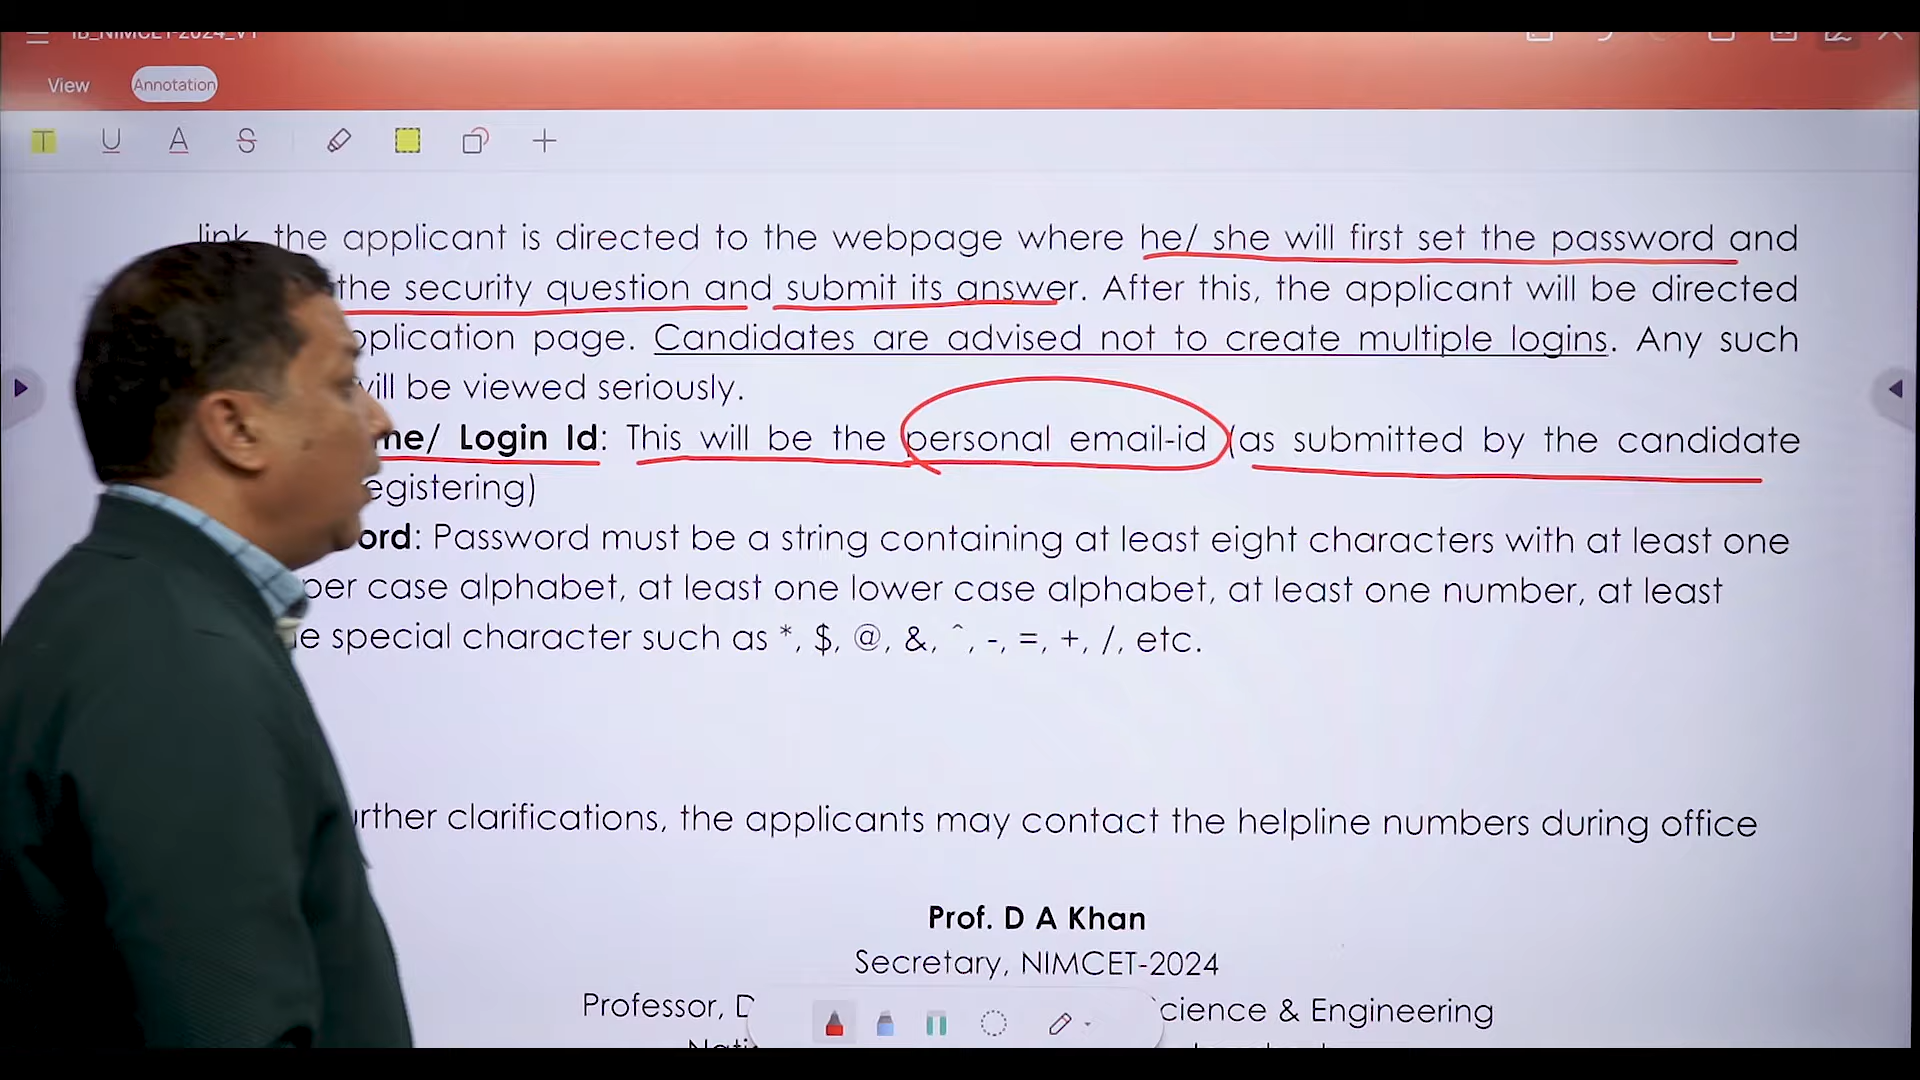 IB_NIMCET-2024_V1
View Annotation
T U A S
link, the applicant is directed to the webpage where he/ she will first set the password and
the security question and submit its answer. After this, the applicant will be directed
pplication page. Candidates are advised not to create multiple logins. Any such
will be viewed seriously.
me/ Login Id: This will be the personal email-id (as submitted by the candidate
egistering)
ord: Password must be a string containing at least eight characters with at least one
per case alphabet, at least one lower case alphabet, at least one number, at least
e special character such as *, $, @, &, ^, -, =, +, /, etc.
urther clarifications, the applicants may contact the helpline numbers during office
Prof. D A Khan
Secretary, NIMCET-2024
Professor, D cience & Engineering